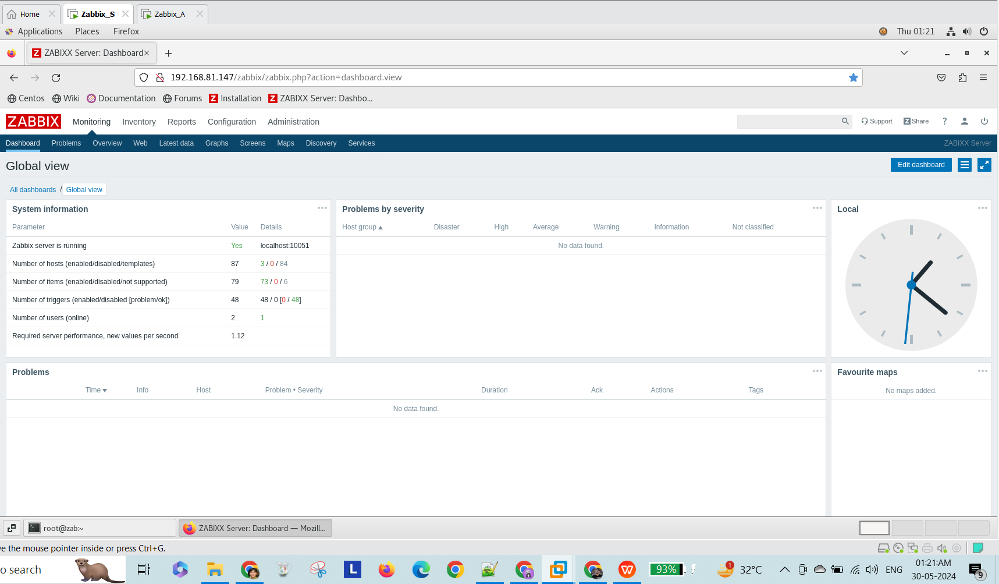 Home
Zabbix_S
Zabbix_A
Applications Places Firefox
Thu 01:21
ZABIXX Server: Dashboard
192.168.81.147/zabbix/zabbix.php?action=dashboard.view
Centos Wiki Documentation Forums Installation ZABIXX Server: Dashbo...
ZABBIX Monitoring Inventory Reports Configuration Administration
Support Z Share ?
Dashboard Problems Overview Web Latest data Graphs Screens Maps Discovery Services
ZABIXX Server
Global view
Edit dashboard
All dashboards / Global view
System information
Parameter Value Details
Zabbix server is running Yes localhost:10051
Number of hosts (enabled/disabled/templates) 87 3 / 0 / 84
Number of items (enabled/disabled/not supported) 79 73 / 0 / 6
Number of triggers (enabled/disabled [problem/ok]) 48 48 / 0 [0 / 48]
Number of users (online) 2 1
Required server performance, new values per second 1.12
Problems by severity
Host group Disaster High Average Warning Information Not classified
No data found.
Local
Problems
Time Info Host Problem • Severity Duration Ack Actions Tags
No data found.
Favourite maps
No maps added.
root@zab:~
ZABIXX Server: Dashboard — Mozill...
ve the mouse pointer inside or press Ctrl+G.
o search
L
W
93%
1
32°C
ENG
01:21:AM
30-05-2024
9